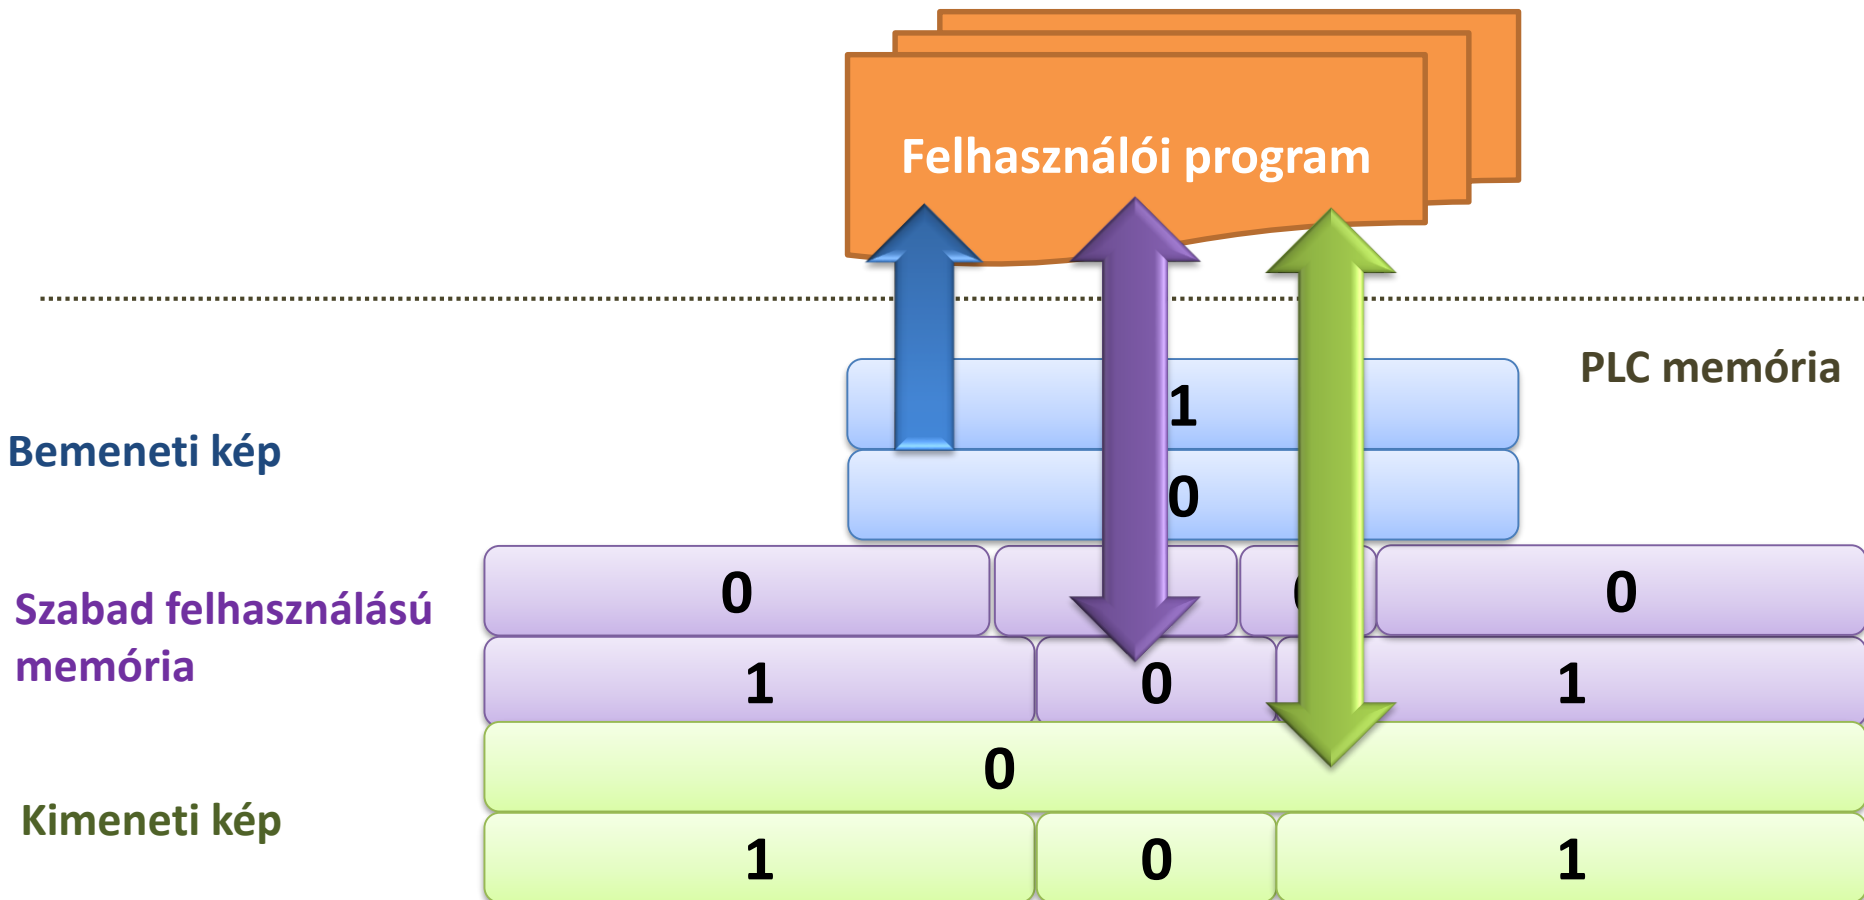 Felhasználói program
PLC memória
1
Bemeneti kép
0
0 0
Szabad felhasználású
memória
1 0 1
0
Kimeneti kép
1 0 1